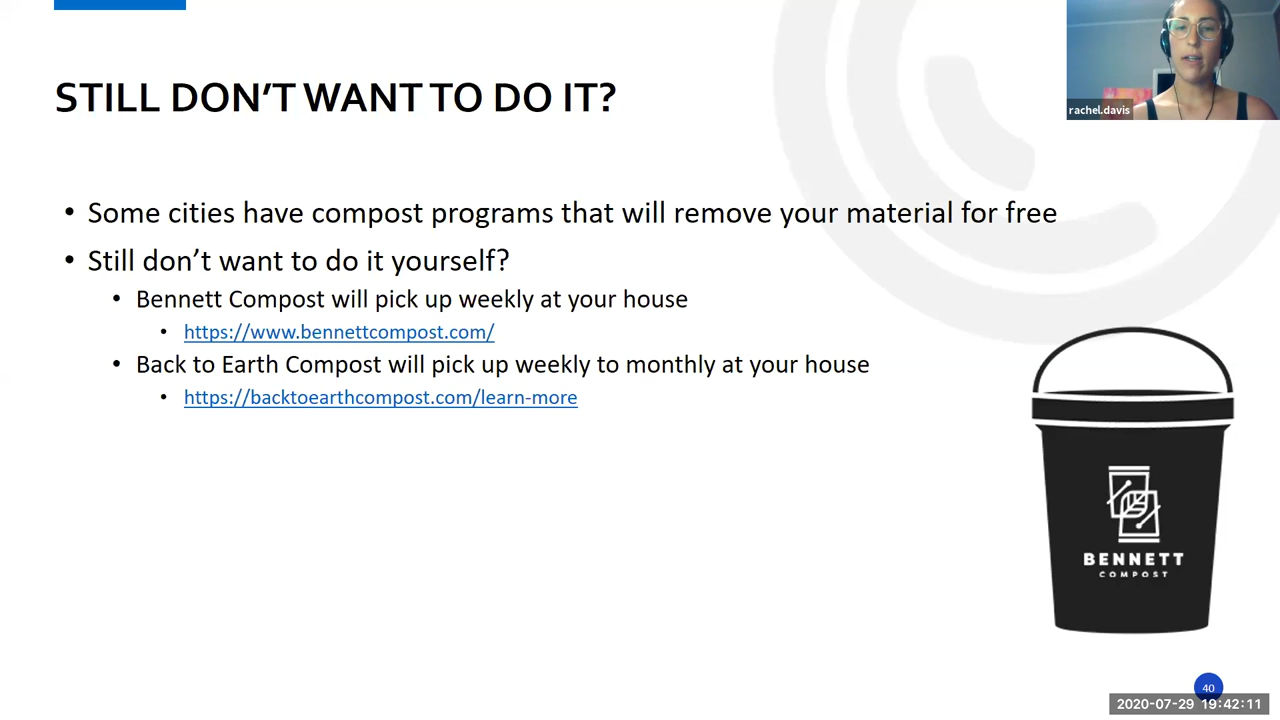 STILL DON'T WANT TO DO IT?
rachel.davis
• Some cities have compost programs that will remove your material for free
• Still don't want to do it yourself?
• Bennett Compost will pick up weekly at your house
• https://www.bennettcompost.com/
• Back to Earth Compost will pick up weekly to monthly at your house
• https://backtoearthcompost.com/learn-more
BENNETT
COMPOST
40
2020-07-29 19:42:11